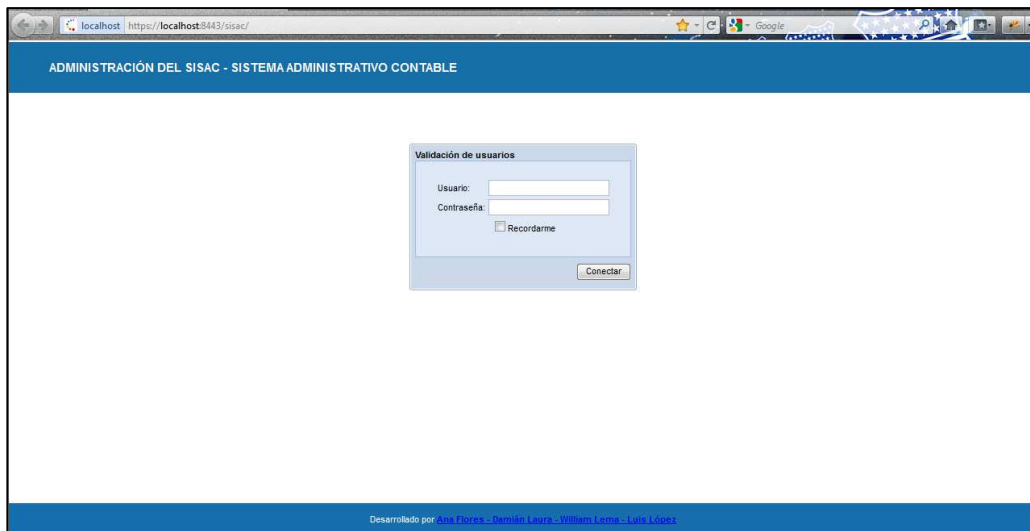 localhost https://localhost:8443/sisac/ Google
ADMINISTRACIÓN DEL SISAC - SISTEMA ADMINISTRATIVO CONTABLE
Validación de usuarios
Usuario:
Contraseña:
Recordarme
Conectar
Desarrollado por Ana Flores - Damián Laura - William Lema - Luis López